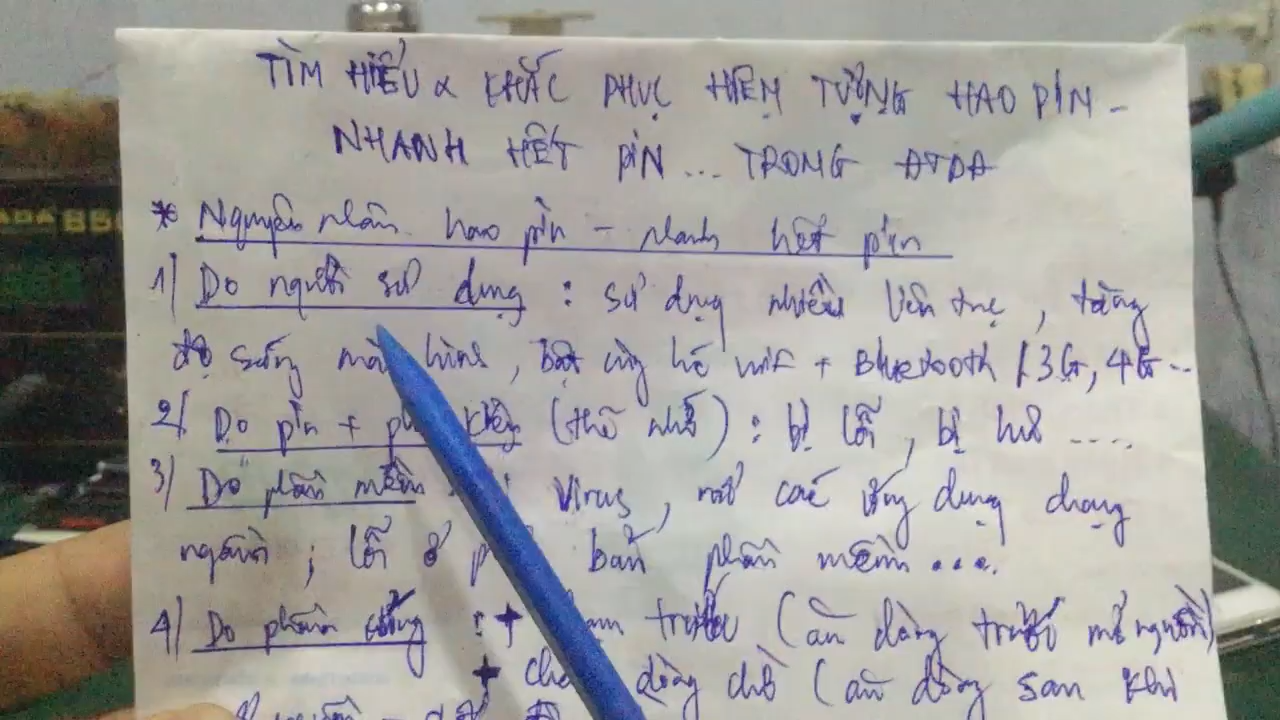 TÌM HIỂU & KHẮC PHỤC HIỆN TƯỢNG HAO PIN -
NHANH HẾT PIN ... TRONG ĐTDĐ
* Nguyên nhân hao pin - nhanh hết pin
1) Do người sử dụng : sử dụng nhiều liên tục, tăng
độ sáng màn hình, bật cùng lúc wifi + Bluetooth / 3G, 4G...
2) Do pin + (thẻ nhớ) : bị lỗi, bị hư ....
3) Do phần mềm Virus, mở các ứng dụng chạy
ngầm ; lỗi ở bản phần mềm ....
4) Do phần cứng : + trước (ăn dòng trước mở nguồn)
+ dòng chờ (ăn dòng sau khi